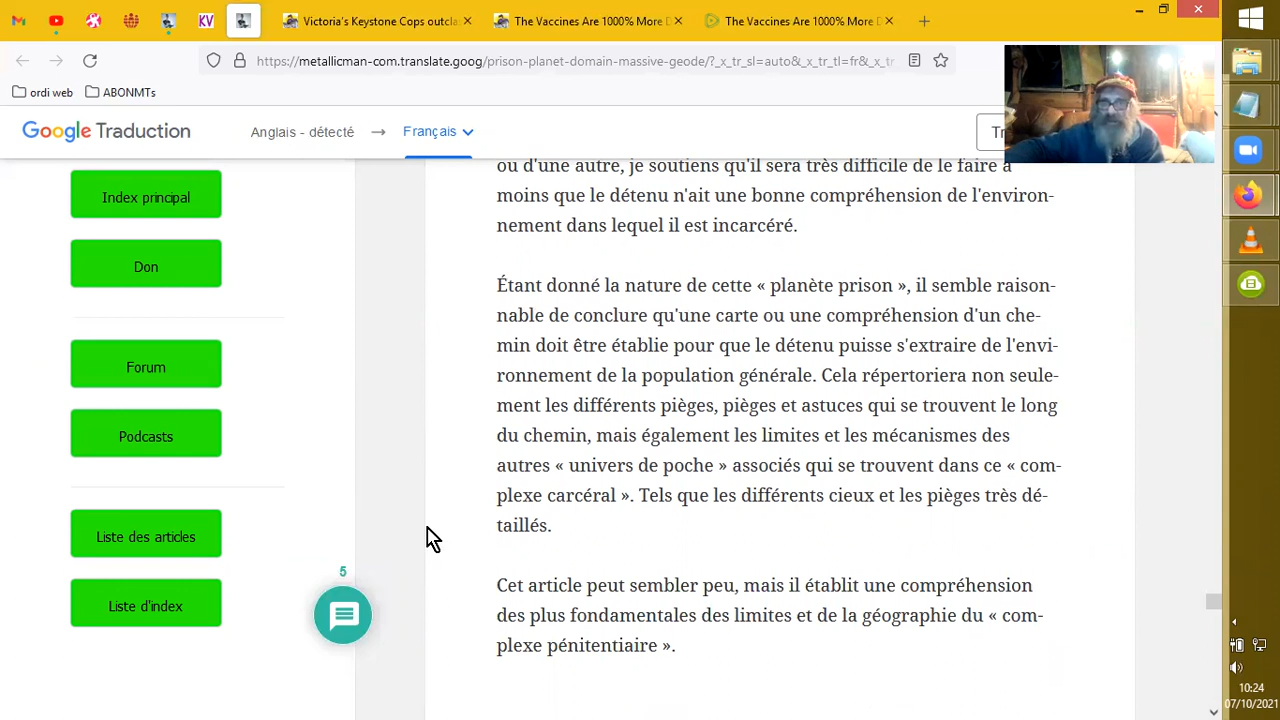 Victoria's Keystone Cops outcla
The Vaccines Are 1000% More D
The Vaccines Are 1000% More D
KV
https://metallicman-com.translate.goog/prison-planet-domain-massive-geode/?_x_tr_sl=auto&_x_tr_tl=fr&_x_tr
ordi web
ABONMTs
Google Traduction
Anglais - détecté
Français
Tr
ou d'une autre, je soutiens qu'il sera très difficile de le faire à
moins que le détenu n'ait une bonne compréhension de l'environ-
nement dans lequel il est incarcéré.
Étant donné la nature de cette « planète prison », il semble raison-
nable de conclure qu'une carte ou une compréhension d'un che-
min doit être établie pour que le détenu puisse s'extraire de l'envi-
ronnement de la population générale. Cela répertoriera non seule-
ment les différents pièges, pièges et astuces qui se trouvent le long
du chemin, mais également les limites et les mécanismes des
autres « univers de poche » associés qui se trouvent dans ce « com-
plexe carcéral ». Tels que les différents cieux et les pièges très dé-
taillés.
Cet article peut sembler peu, mais il établit une compréhension
des plus fondamentales des limites et de la géographie du « com-
plexe pénitentiaire ».
Index principal
Don
Forum
Podcasts
Liste des articles
Liste d'index
5
10:24
07/10/2021